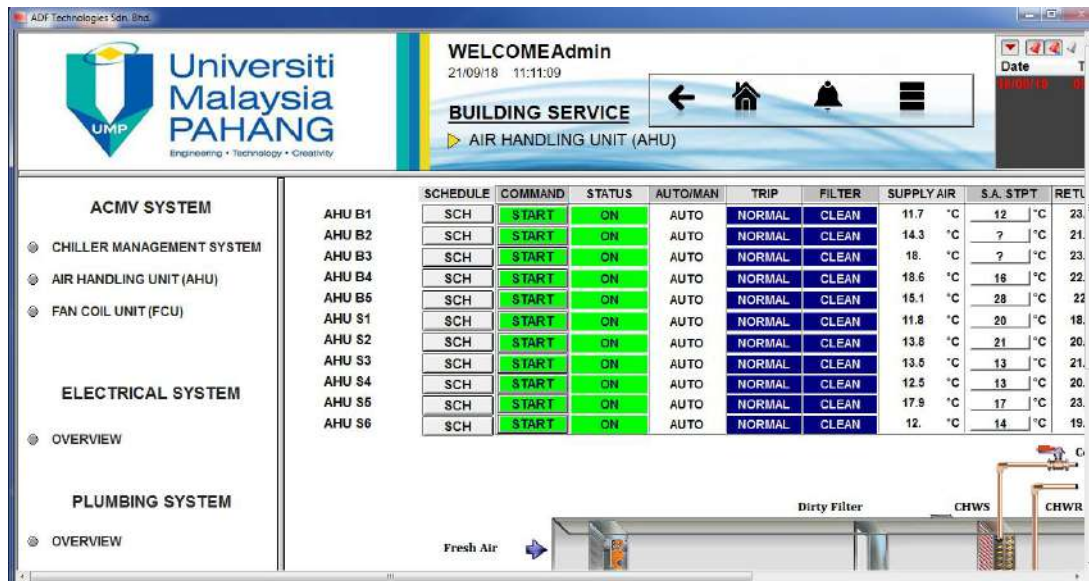 ADF Technologies Sdn. Bhd.
Universiti
Malaysia
PAHANG
Engineering • Technology • Creativity
UMP
WELCOME Admin
21/09/18 11:11:09
BUILDING SERVICE
AIR HANDLING UNIT (AHU)
Date T
ACMV SYSTEM
CHILLER MANAGEMENT SYSTEM
AIR HANDLING UNIT (AHU)
FAN COIL UNIT (FCU)
ELECTRICAL SYSTEM
OVERVIEW
PLUMBING SYSTEM
OVERVIEW
SCHEDULE COMMAND STATUS AUTO/MAN TRIP FILTER SUPPLY AIR S.A. STPT RETU
AHU B1 SCH START ON AUTO NORMAL CLEAN 11.7 °C 12 °C 23.
AHU B2 SCH START ON AUTO NORMAL CLEAN 14.3 °C ? °C 21.
AHU B3 SCH START ON AUTO NORMAL CLEAN 18. °C ? °C 23.
AHU B4 SCH START ON AUTO NORMAL CLEAN 18.6 °C 16 °C 22.
AHU B5 SCH START ON AUTO NORMAL CLEAN 15.1 °C 28 °C 22
AHU S1 SCH START ON AUTO NORMAL CLEAN 11.8 °C 20 °C 18.
AHU S2 SCH START ON AUTO NORMAL CLEAN 13.8 °C 21 °C 20.
AHU S3 SCH START ON AUTO NORMAL CLEAN 13.5 °C 13 °C 21.
AHU S4 SCH START ON AUTO NORMAL CLEAN 12.5 °C 13 °C 20.
AHU S5 SCH START ON AUTO NORMAL CLEAN 17.9 °C 17 °C 23.
AHU S6 SCH START ON AUTO NORMAL CLEAN 12. °C 14 °C 19.
Dirty Filter CHWS CHWR
Fresh Air